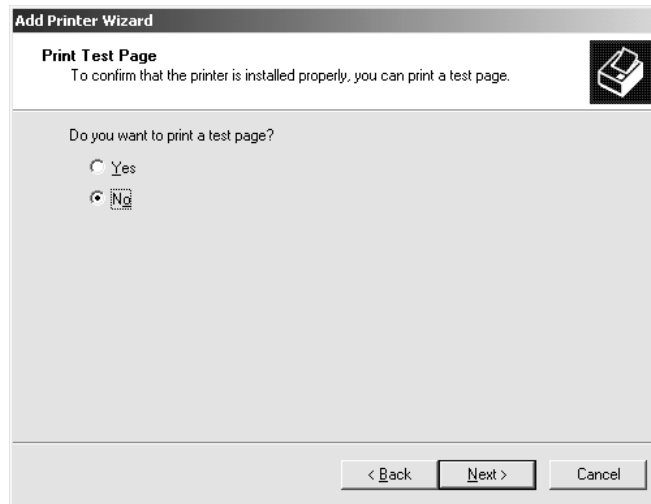 Add Printer Wizard
Print Test Page
To confirm that the printer is installed properly, you can print a test page.
Do you want to print a test page?
Yes
No
< Back
Next >
Cancel